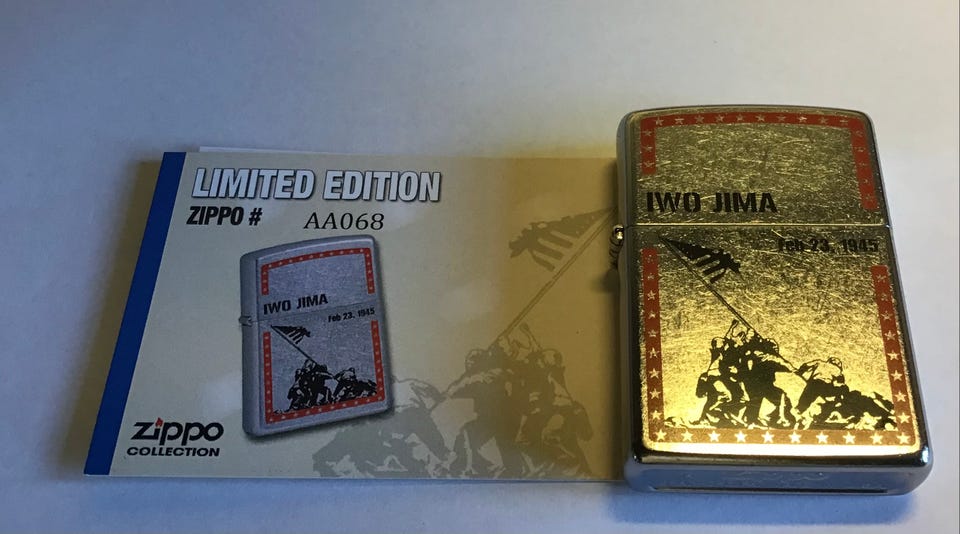 LIMITED EDITION
ZIPPO # AA068
IWO JIMA
Feb 23, 1945
zippo
COLLECTION
IWO JIMA
Feb 23, 1945